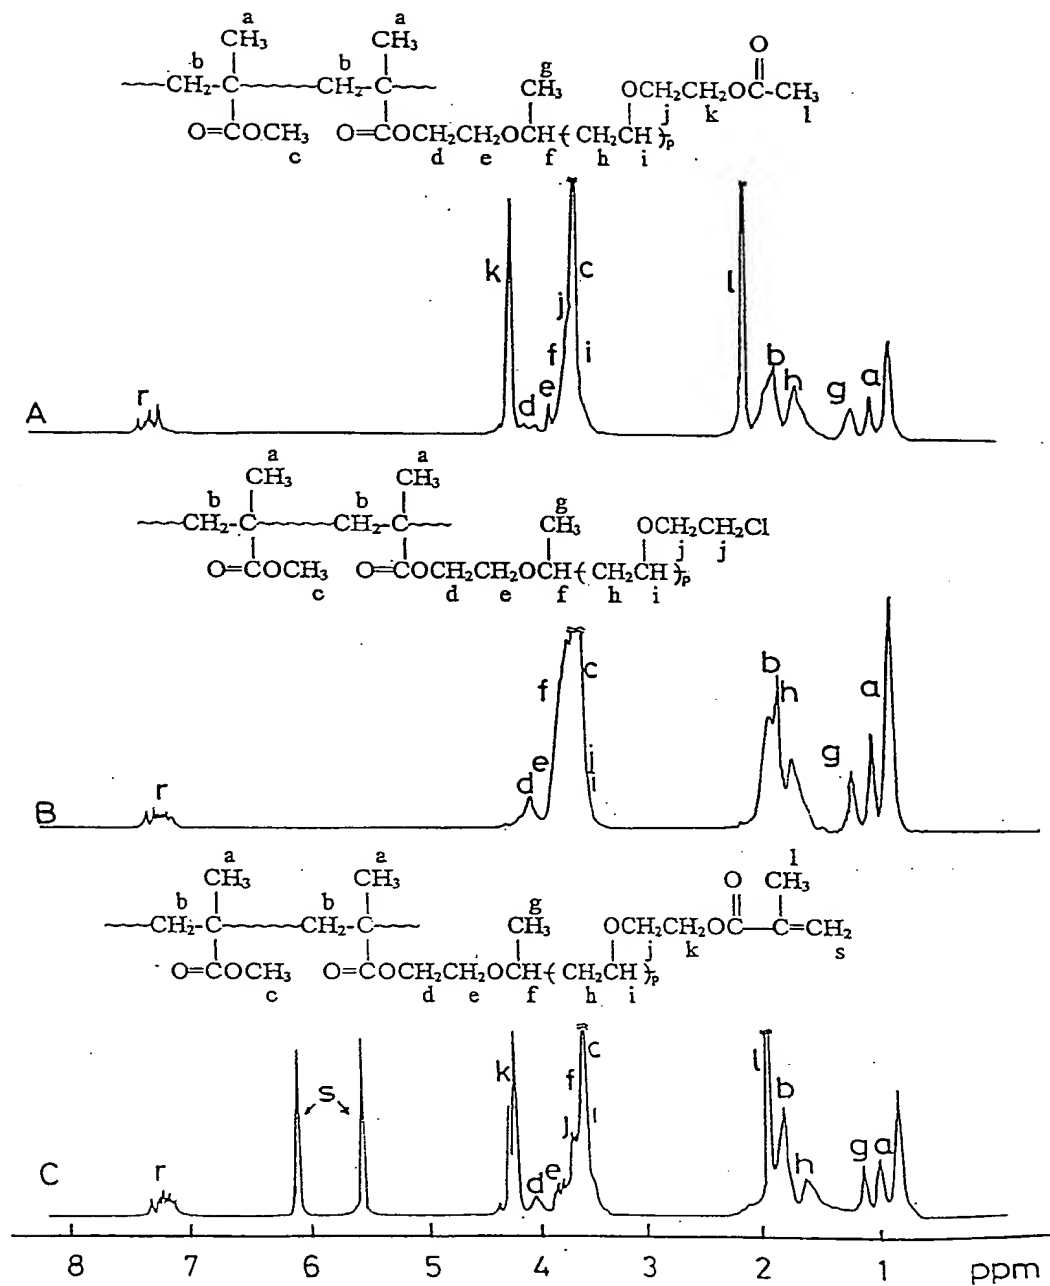 a a
CH₃ CH₃ O
b b g
CH₂-C CH₂-C CH₃ OCH₂CH₂OC-CH₃
j k l
O=COCH₃ O=COCH₂CH₂OCH-(CH₂CH)p
c d e f h i
k c l
j
f i
b
h
e
d
g a
r
A
a a
CH₃ CH₃
b b g
CH₂-C CH₂-C CH₃ OCH₂CH₂Cl
j j
O=COCH₃ O=COCH₂CH₂OCH-(CH₂CH)p
c d e f h i
c b
f h a
e j
d i g
r
B
a a l
CH₃ CH₃ O CH₃
b b g
CH₂-C CH₂-C CH₃ OCH₂CH₂OC-C=CH₂
j k s
O=COCH₃ O=COCH₂CH₂OCH-(CH₂CH)p
c d e f h i
c l
k f b
s
j i
r d e h g a
C
8 7 6 5 4 3 2 1 ppm